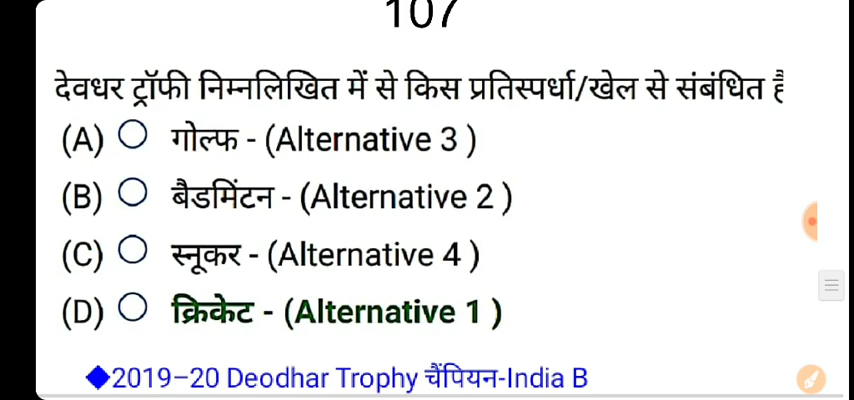 107
देवधर ट्रॉफी निम्नलिखित में से किस प्रतिस्पर्धा/खेल से संबंधित है
(A) गोल्फ - (Alternative 3 )
(B) बैडमिंटन - (Alternative 2 )
(C) स्नूकर - (Alternative 4 )
(D) क्रिकेट - (Alternative 1 )
◆2019-20 Deodhar Trophy चैंपियन-India B